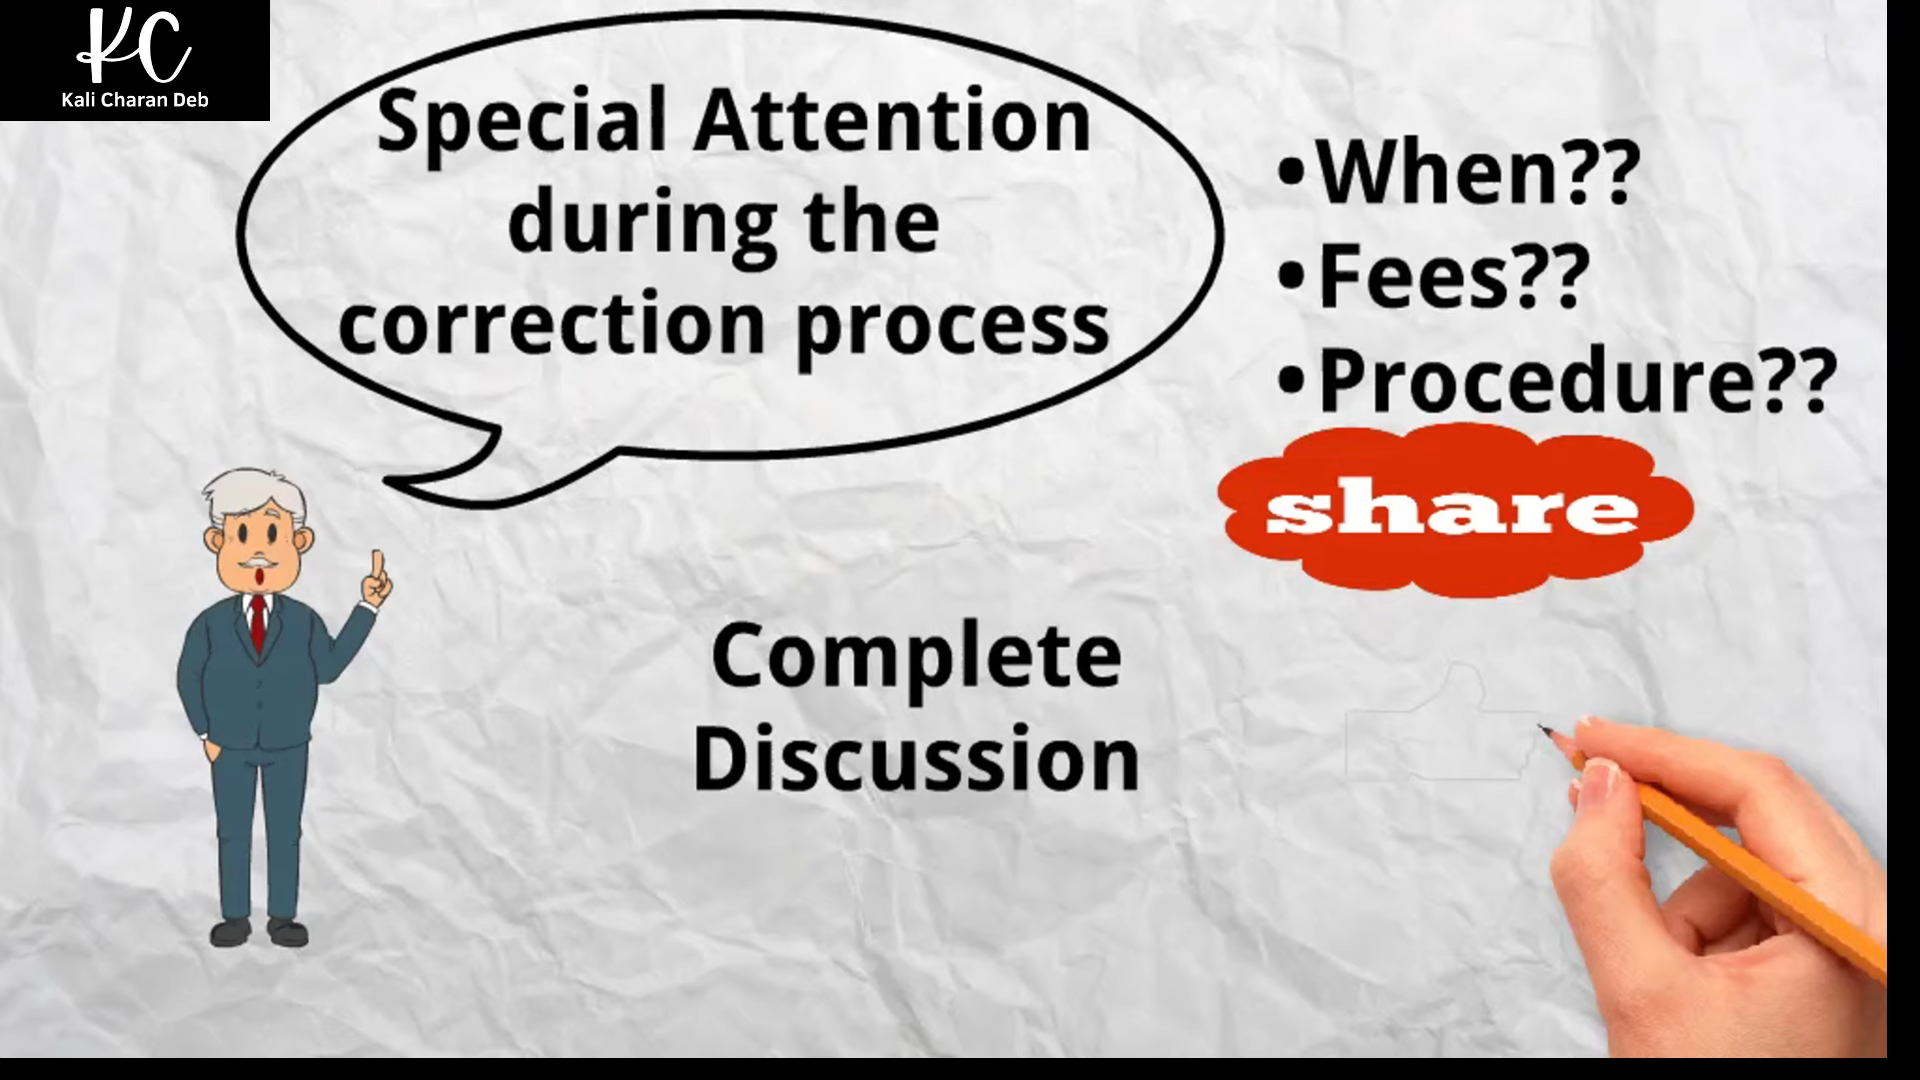 KC
Kali Charan Deb
Special Attention
during the
correction process
•When??
•Fees??
•Procedure??
share
Complete
Discussion